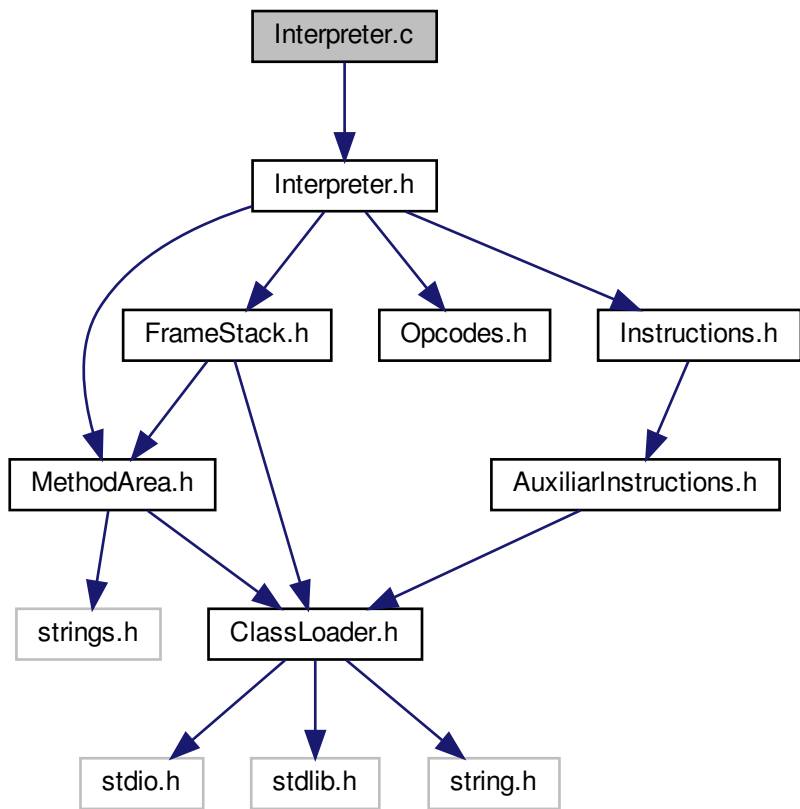 Interpreter.c
Interpreter.h
FrameStack.h
Opcodes.h
Instructions.h
MethodArea.h
AuxiliarInstructions.h
strings.h
ClassLoader.h
stdio.h
stdlib.h
string.h